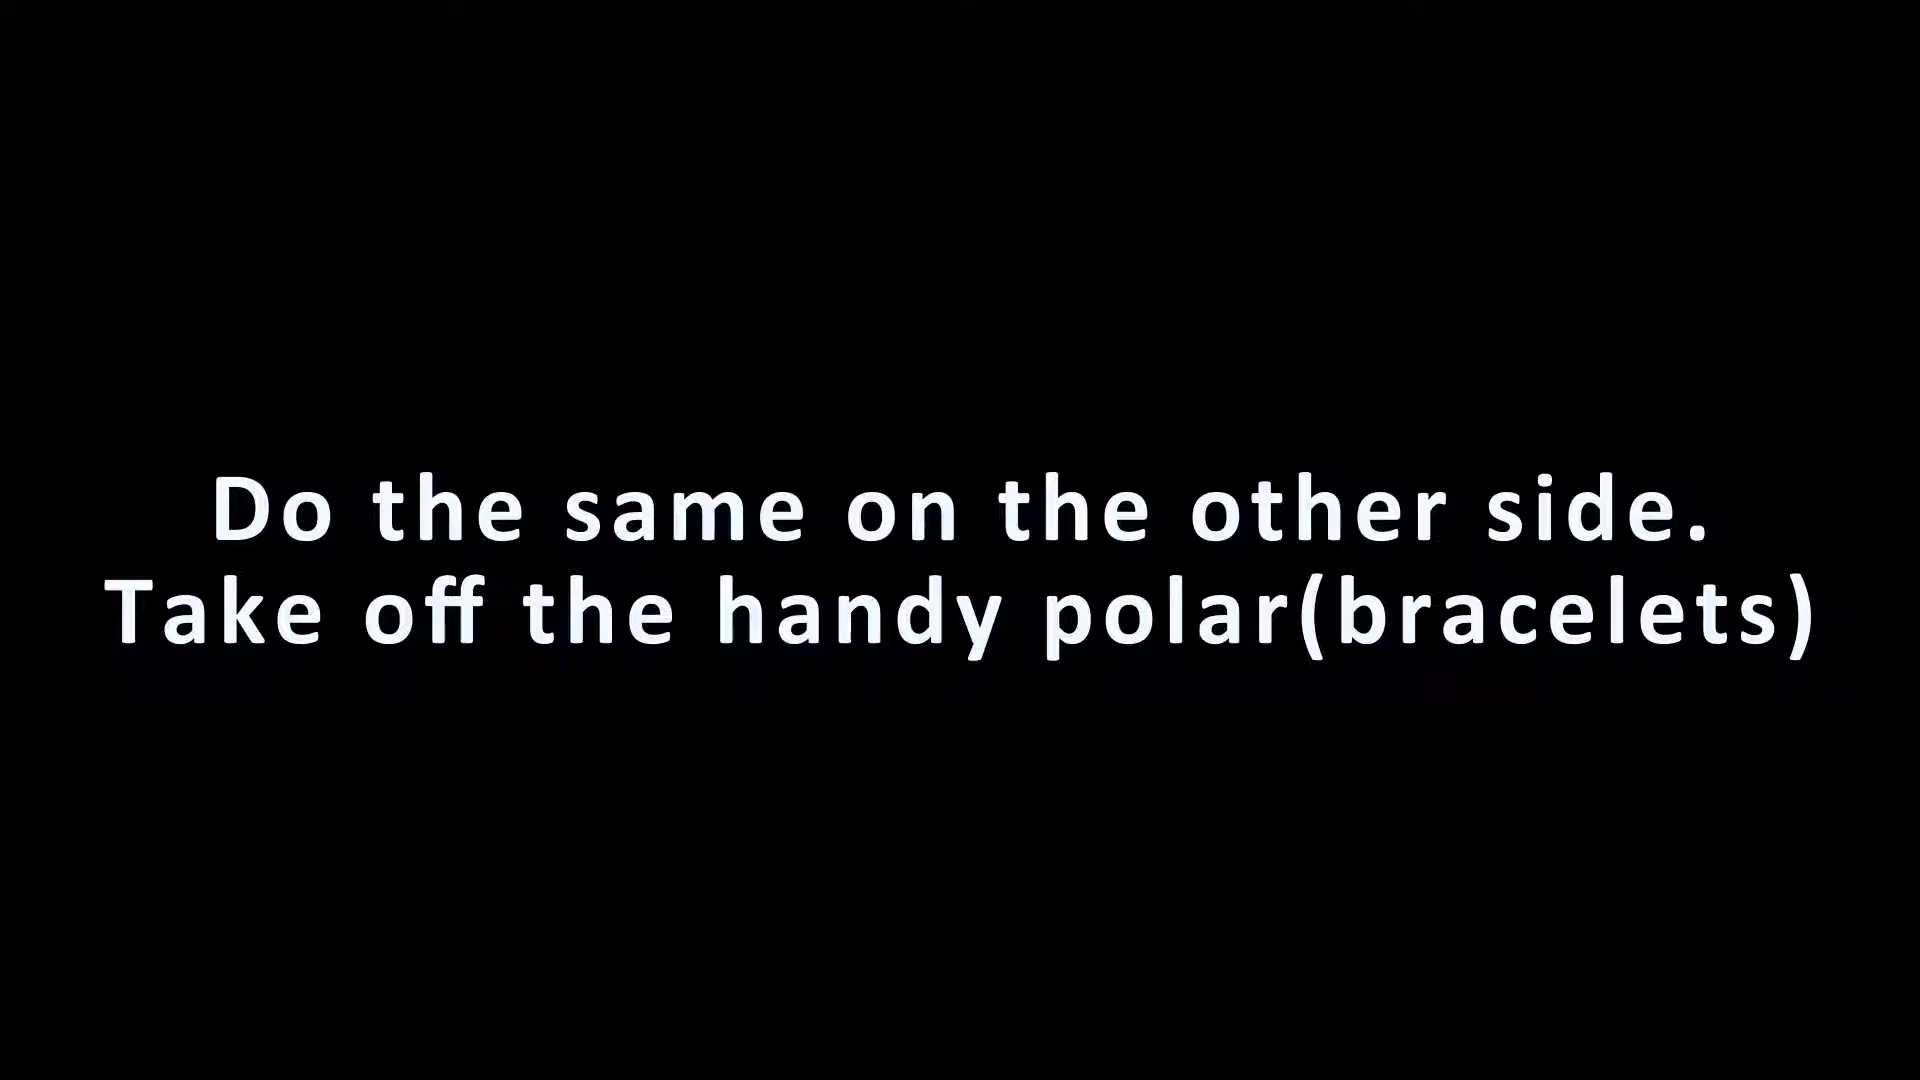 Do the same on the other side.
Take off the handy polar(bracelets)